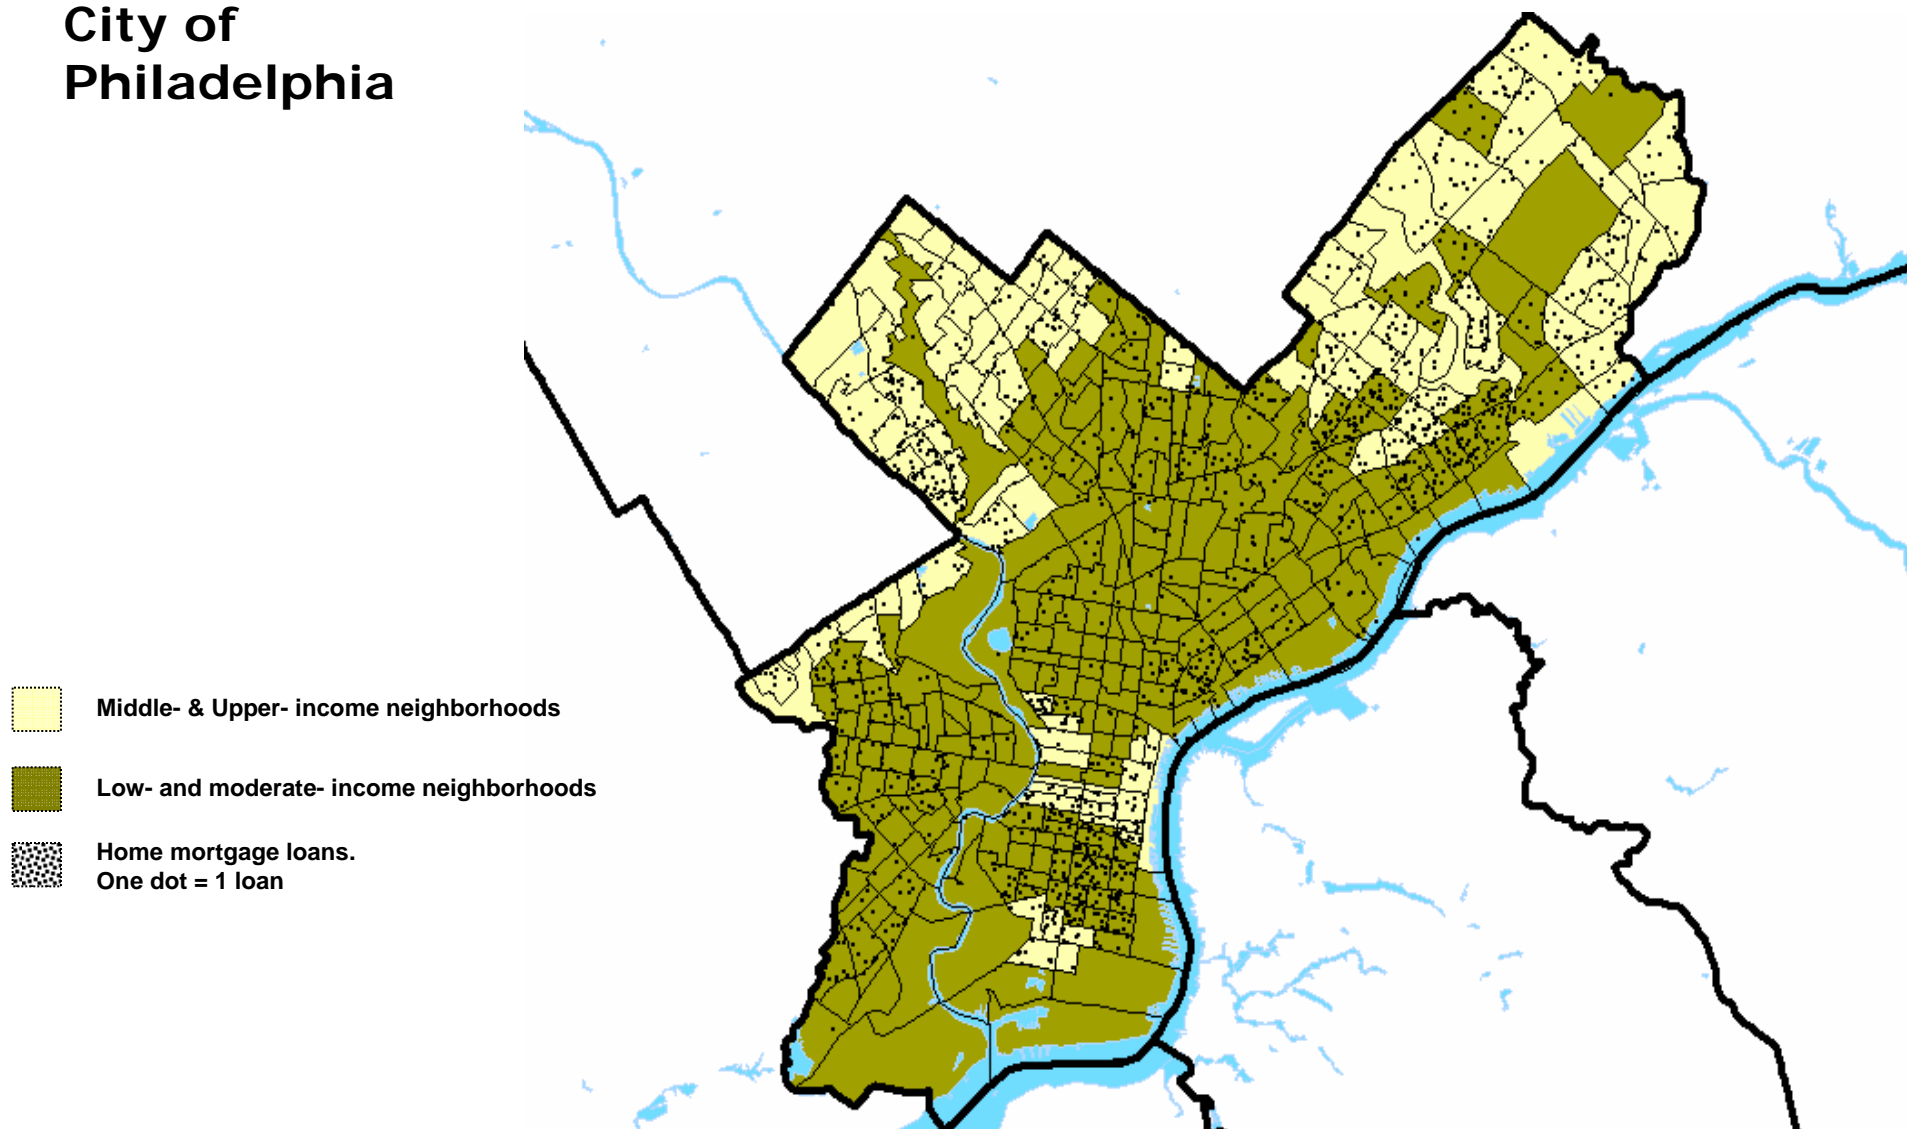 City of
Philadelphia
Middle- & Upper- income neighborhoods
Low- and moderate- income neighborhoods
Home mortgage loans.
One dot = 1 loan